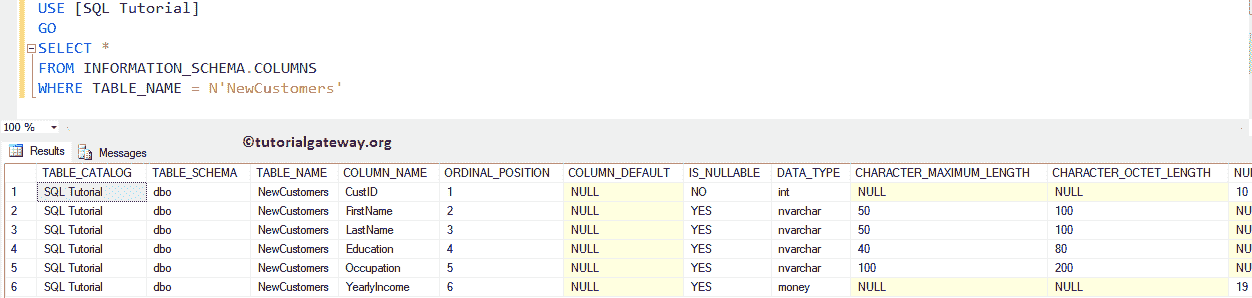 USE [SQL Tutorial]
GO
SELECT *
FROM INFORMATION_SCHEMA.COLUMNS
WHERE TABLE_NAME = N'NewCustomers'
100 %
©tutorialgateway.org
Results Messages
TABLE_CATALOG TABLE_SCHEMA TABLE_NAME COLUMN_NAME ORDINAL_POSITION COLUMN_DEFAULT IS_NULLABLE DATA_TYPE CHARACTER_MAXIMUM_LENGTH CHARACTER_OCTET_LENGTH NU
1 SQL Tutorial dbo NewCustomers CustID 1 NULL NO int NULL NULL 10
2 SQL Tutorial dbo NewCustomers FirstName 2 NULL YES nvarchar 50 100 NU
3 SQL Tutorial dbo NewCustomers LastName 3 NULL YES nvarchar 50 100 NU
4 SQL Tutorial dbo NewCustomers Education 4 NULL YES nvarchar 40 80 NU
5 SQL Tutorial dbo NewCustomers Occupation 5 NULL YES nvarchar 100 200 NU
6 SQL Tutorial dbo NewCustomers YearlyIncome 6 NULL YES money NULL NULL 19